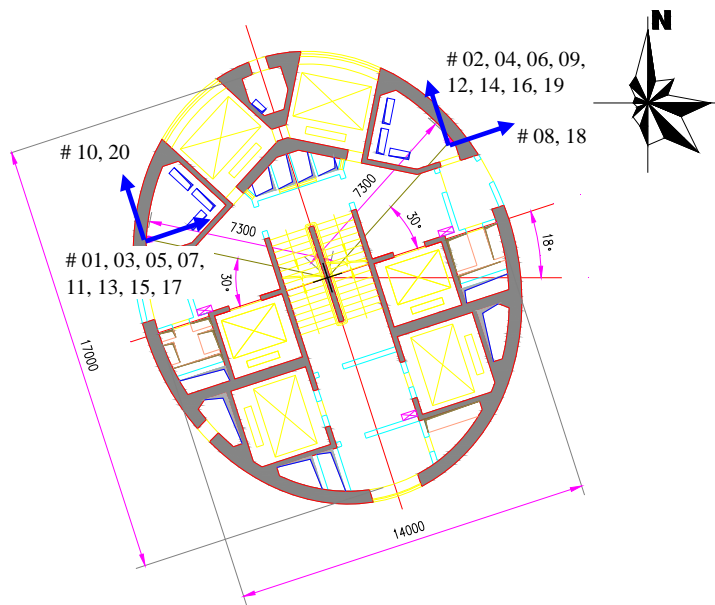 N
# 02, 04, 06, 09,
12, 14, 16, 19
# 08, 18
# 10, 20
7300
7300
30°
18°
# 01, 03, 05, 07,
11, 13, 15, 17
30°
17000
14000